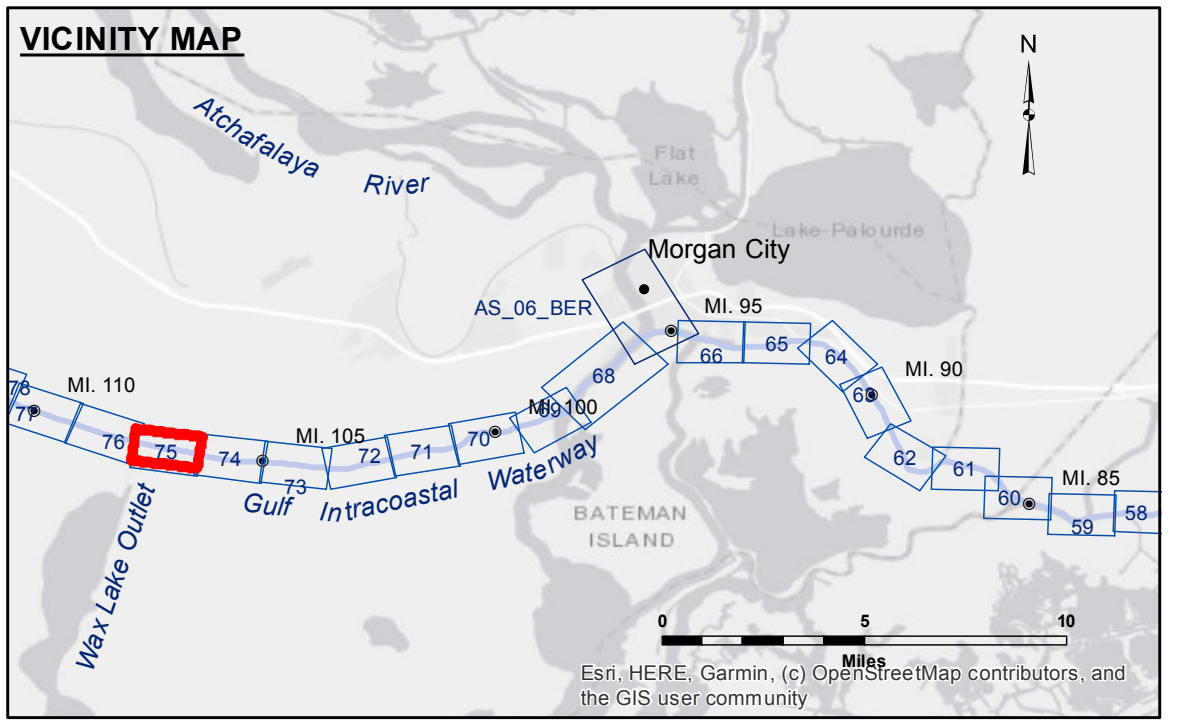 VICINITY MAP
N
Atchafalaya
River
Flat
Lake
Lake Palourde
Morgan City
AS_06_BER
MI. 95
66
65
64
68
MI. 90
63
78
MI. 110
77
MI. 100
69
76
75
74
MI. 105
73
72
71
70
62
61
60
MI. 85
59
58
Gulf
Intracoastal
Waterway
Wax Lake Outlet
BATEMAN
ISLAND
0
5
10
Miles
Esri, HERE, Garmin, (c) OpenStreetMap contributors, and
the GIS user community